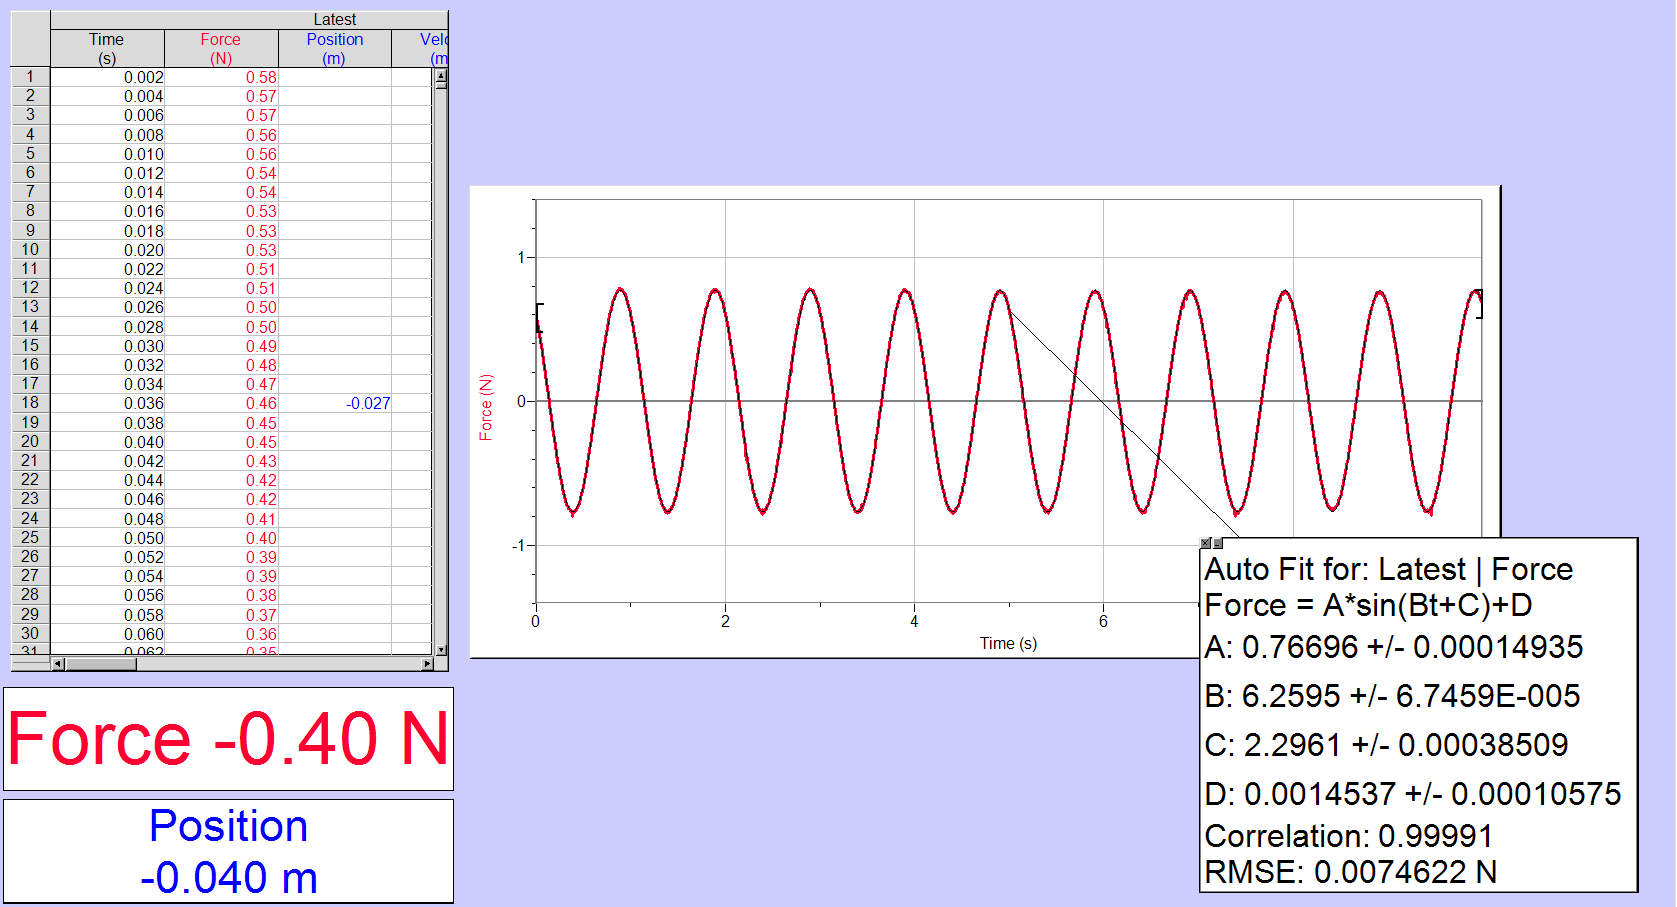 Latest
Time Force Position Velo
(s) (N) (m) (m
1 0.002 0.58
2 0.004 0.57
3 0.006 0.57
4 0.008 0.56
5 0.010 0.56
6 0.012 0.54
7 0.014 0.54
8 0.016 0.53
9 0.018 0.53
10 0.020 0.53
11 0.022 0.51
12 0.024 0.51
13 0.026 0.50
14 0.028 0.50
15 0.030 0.49
16 0.032 0.48
17 0.034 0.47
18 0.036 0.46 -0.027
19 0.038 0.45
20 0.040 0.45
21 0.042 0.43
22 0.044 0.42
23 0.046 0.42
24 0.048 0.41
25 0.050 0.40
26 0.052 0.39
27 0.054 0.39
28 0.056 0.38
29 0.058 0.37
30 0.060 0.36
31 0.062 0.35
Force -0.40 N
Position
-0.040 m
Force (N)
1
0
-1
0 2 4 6
Time (s)
Auto Fit for: Latest | Force
Force = A*sin(Bt+C)+D
A: 0.76696 +/- 0.00014935
B: 6.2595 +/- 6.7459E-005
C: 2.2961 +/- 0.00038509
D: 0.0014537 +/- 0.00010575
Correlation: 0.99991
RMSE: 0.0074622 N